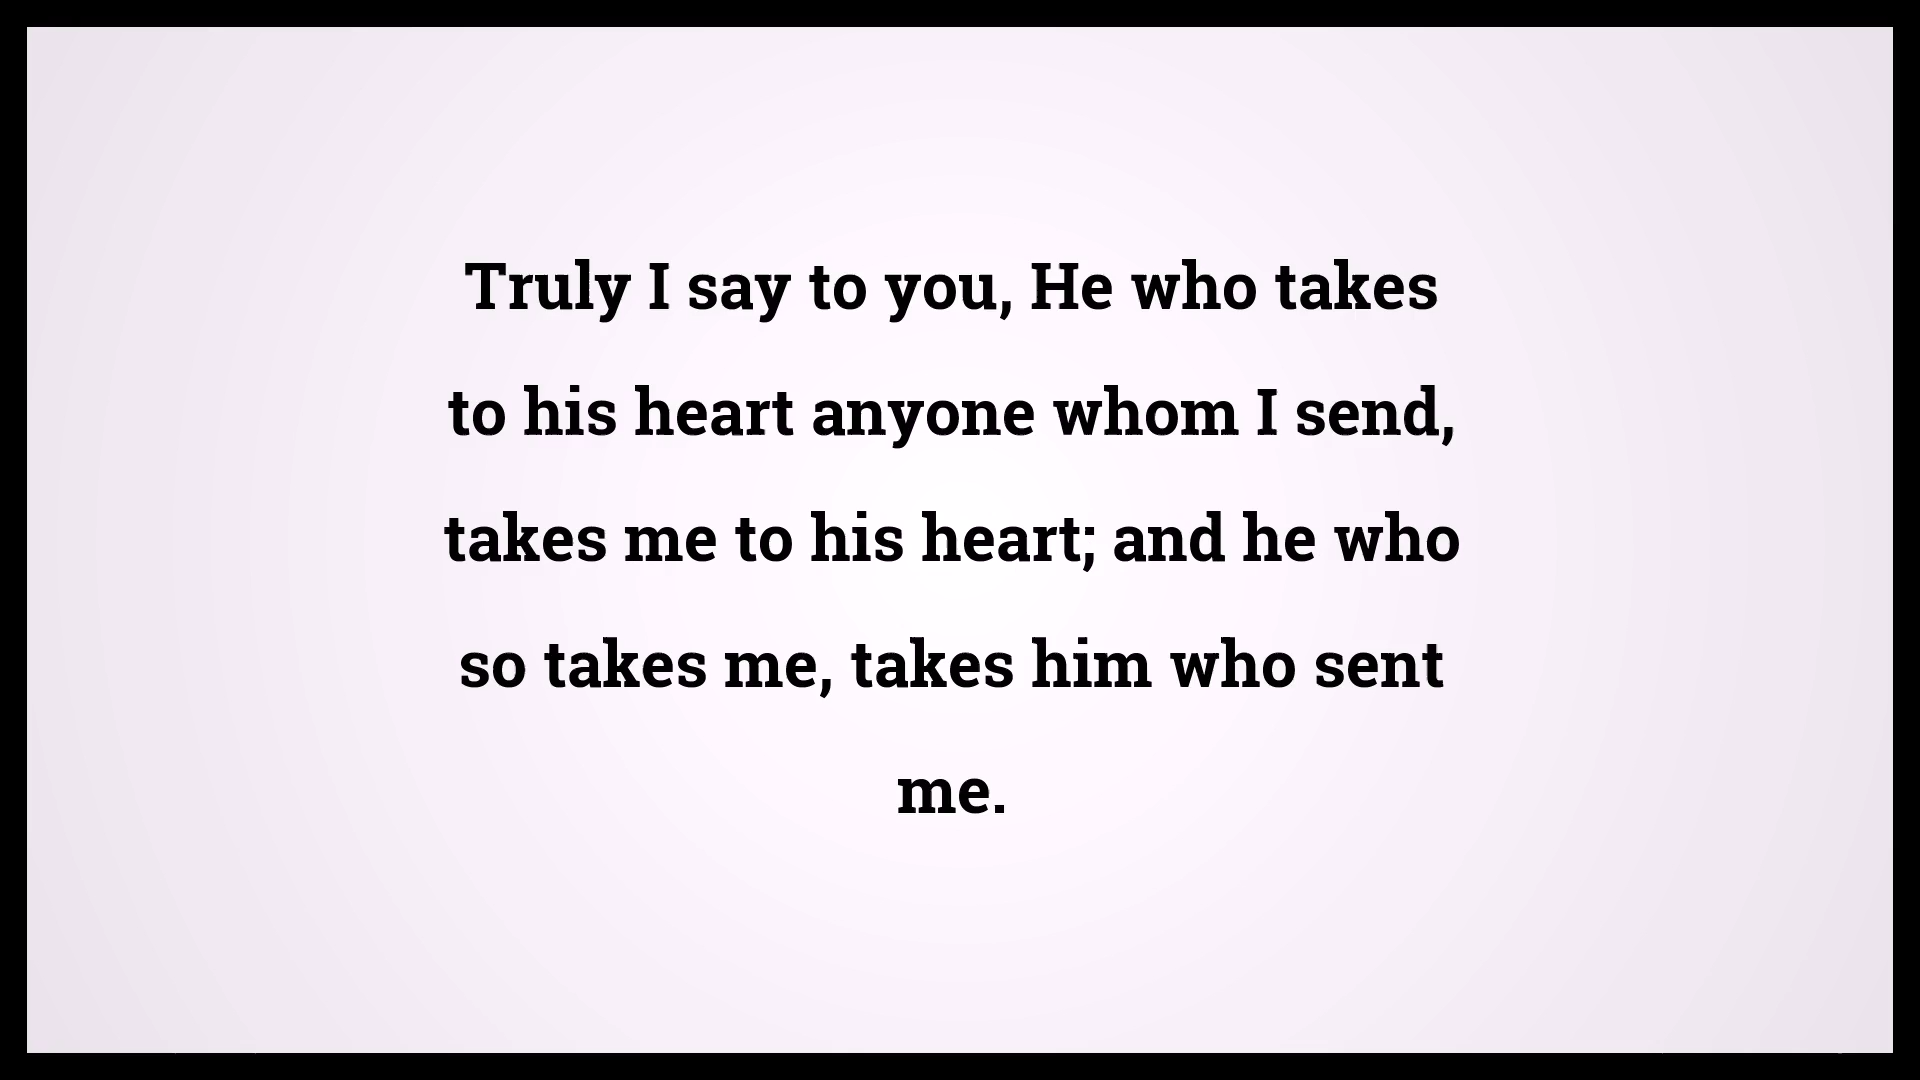 Truly I say to you, He who takes
to his heart anyone whom I send,
takes me to his heart; and he who
so takes me, takes him who sent
me.